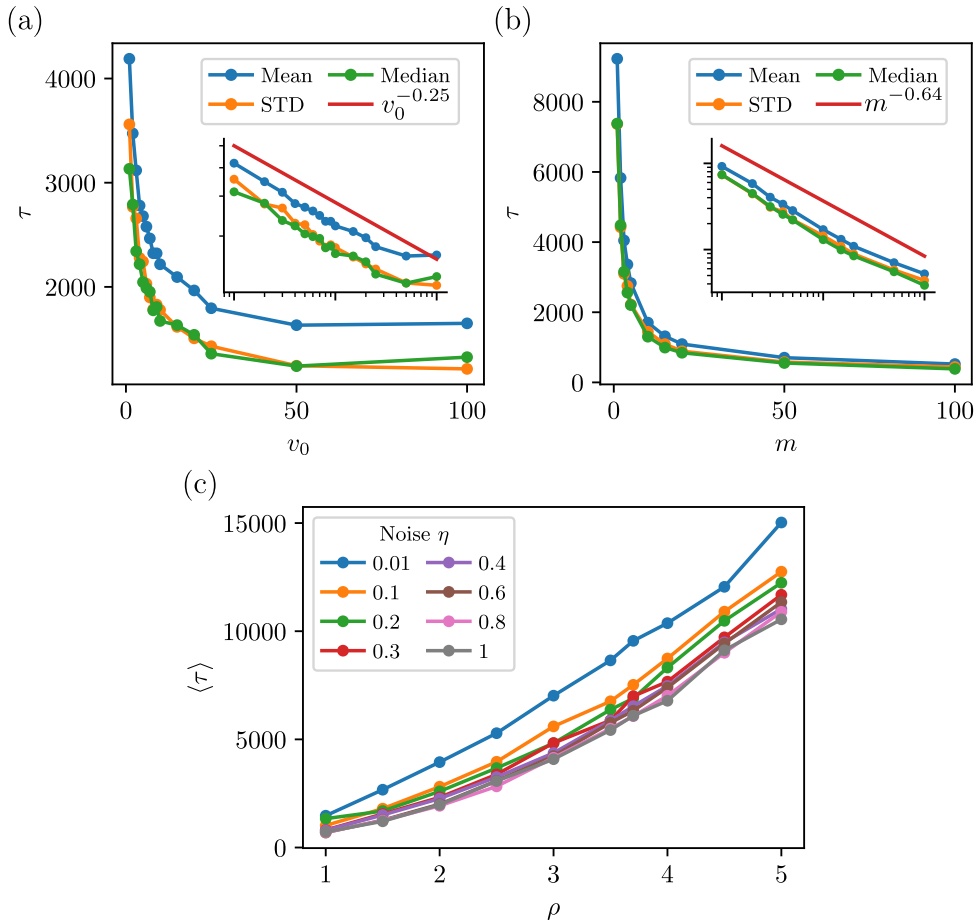 (a)
(b)
4000
3000
2000
τ
Mean
STD
Median
v₀^−0.25
0
50
100
v₀
8000
6000
4000
2000
0
τ
Mean
STD
Median
m^−0.64
0
50
100
m
(c)
15000
10000
5000
0
⟨τ⟩
Noise η
0.01
0.1
0.2
0.3
0.4
0.6
0.8
1
1
2
3
4
5
ρ